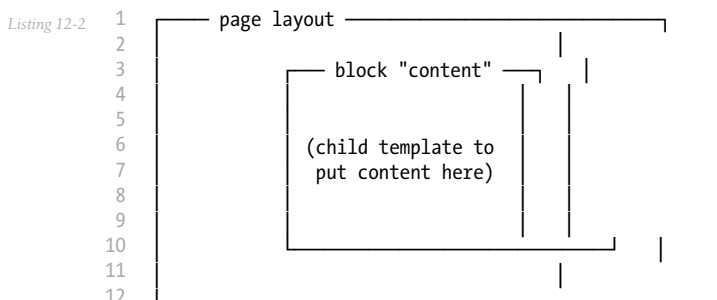 Listing 12-2
1 page layout
2
3 block "content"
4
5
6 (child template to
7 put content here)
8
9
10
11
12